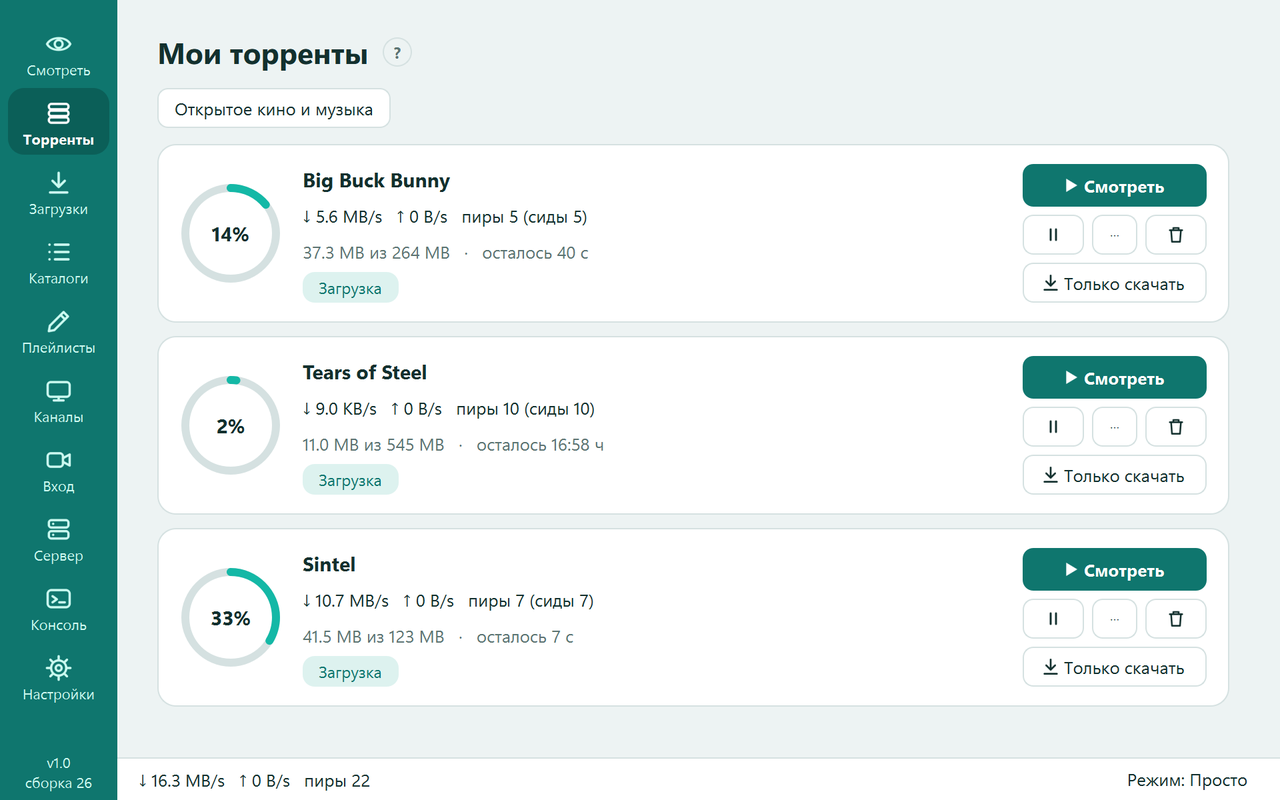 Смотреть
Торренты
Загрузки
Каталоги
Плейлисты
Каналы
Вход
Сервер
Консоль
Настройки
v1.0
сборка 26
Мои торренты ?
Открытое кино и музыка
14%
Big Buck Bunny
↓ 5.6 MB/s ↑ 0 B/s пиры 5 (сиды 5)
37.3 MB из 264 MB · осталось 40 с
Загрузка
Смотреть
...
Только скачать
2%
Tears of Steel
↓ 9.0 KB/s ↑ 0 B/s пиры 10 (сиды 10)
11.0 MB из 545 MB · осталось 16:58 ч
Загрузка
Смотреть
...
Только скачать
33%
Sintel
↓ 10.7 MB/s ↑ 0 B/s пиры 7 (сиды 7)
41.5 MB из 123 MB · осталось 7 с
Загрузка
Смотреть
...
Только скачать
↓ 16.3 MB/s ↑ 0 B/s пиры 22
Режим: Просто